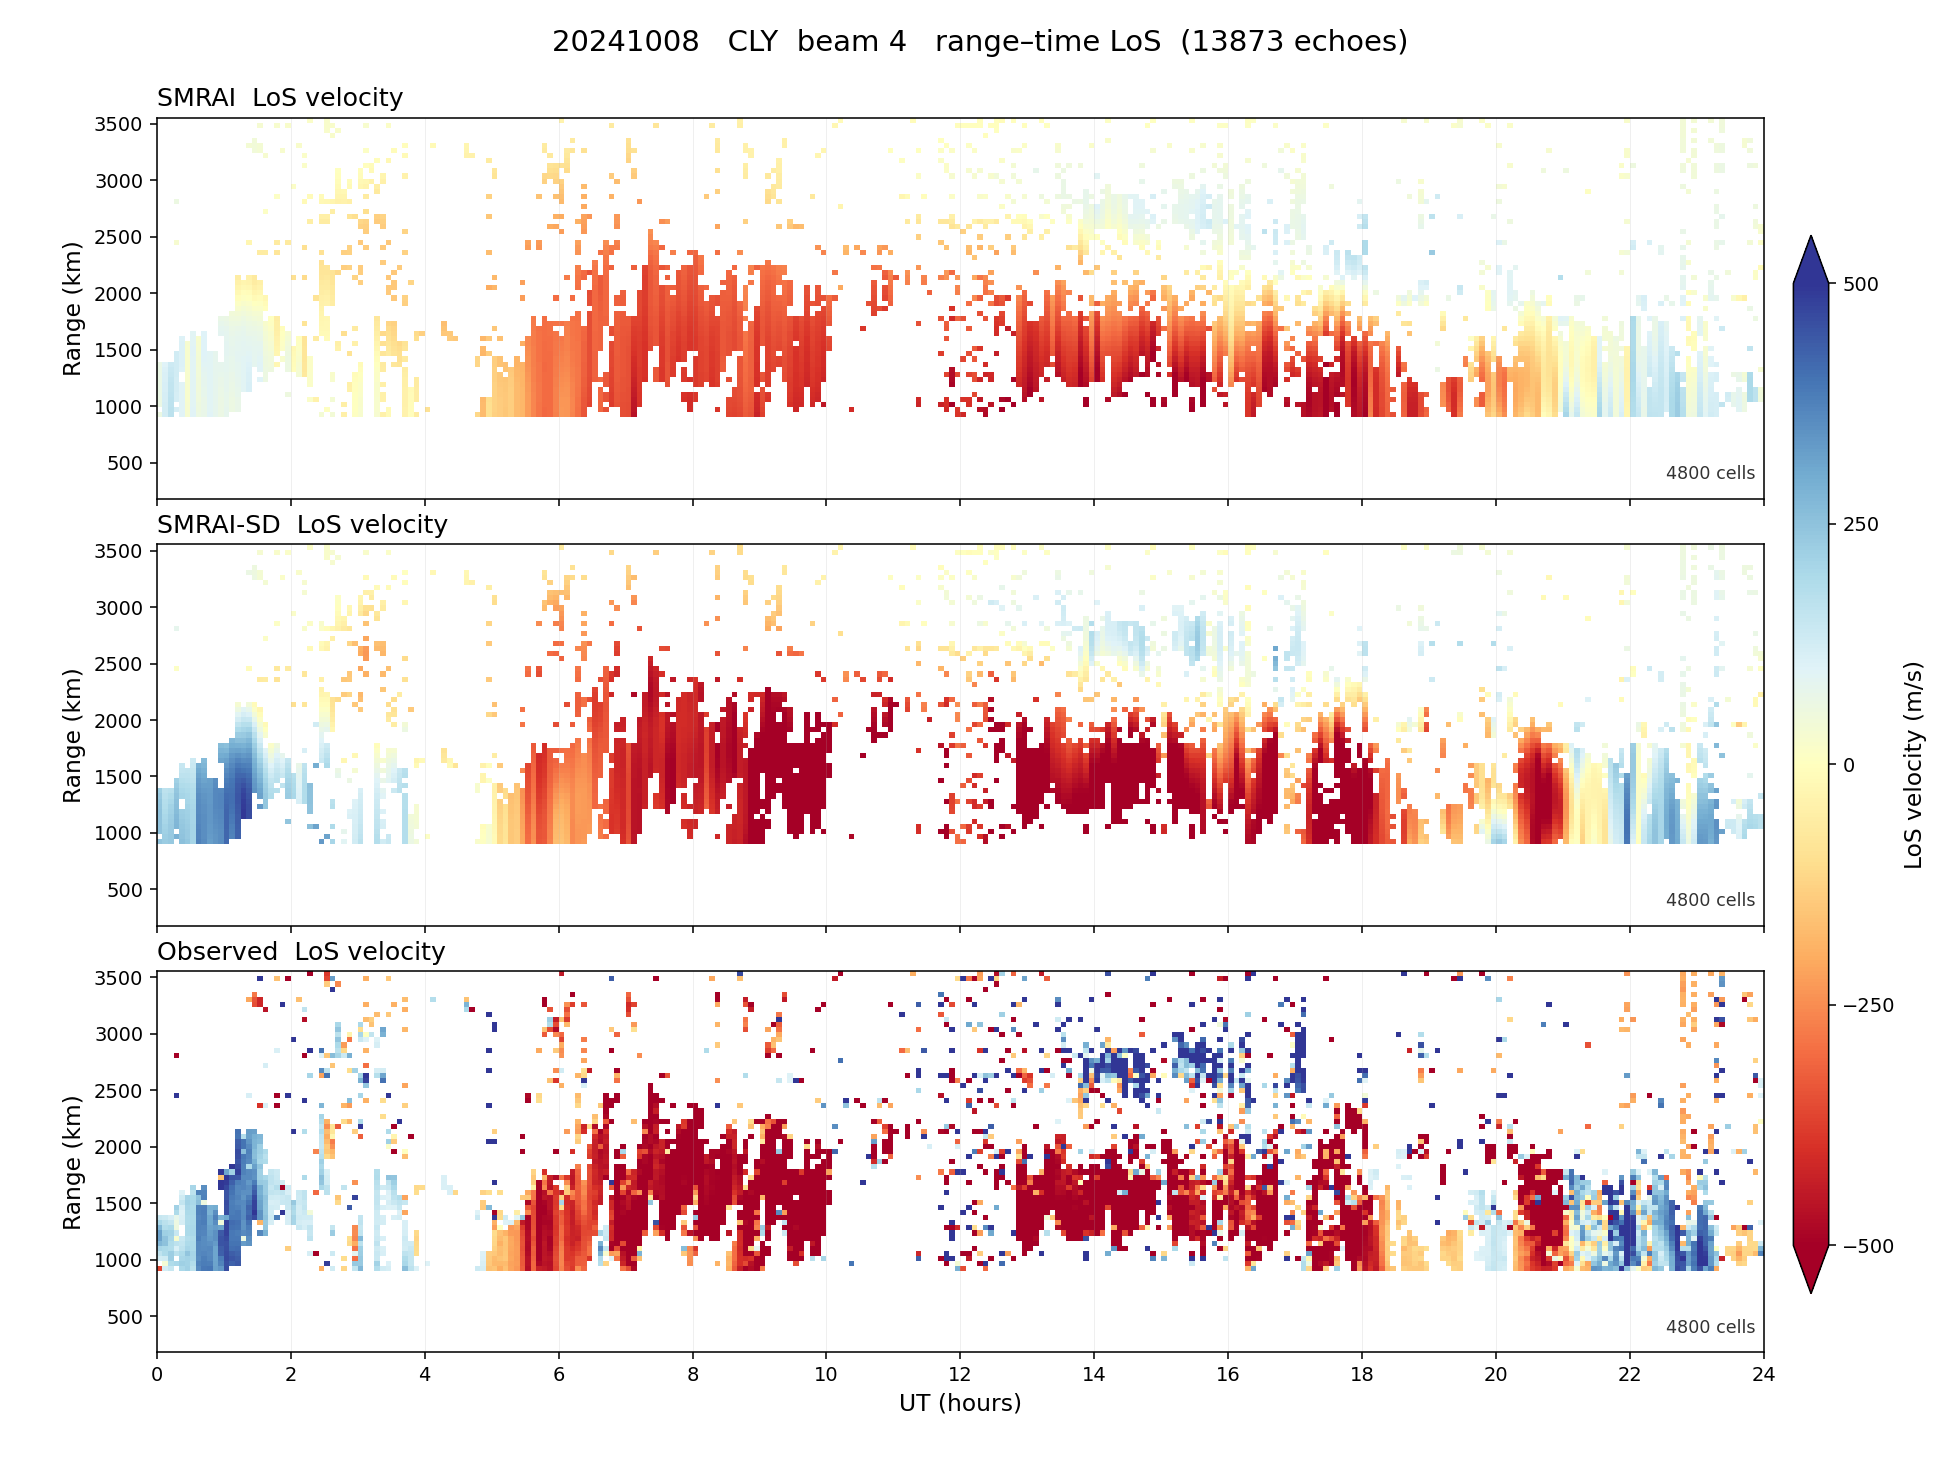 20241008   CLY  beam 4   range–time LoS  (13873 echoes)
SMRAI  LoS velocity
3500
3000
2500
2000
1500
1000
500
Range (km)
4800 cells
SMRAI-SD  LoS velocity
3500
3000
2500
2000
1500
1000
500
Range (km)
4800 cells
Observed  LoS velocity
3500
3000
2500
2000
1500
1000
500
Range (km)
4800 cells
0 2 4 6 8 10 12 14 16 18 20 22 24
UT (hours)
500
250
0
−250
−500
LoS velocity (m/s)